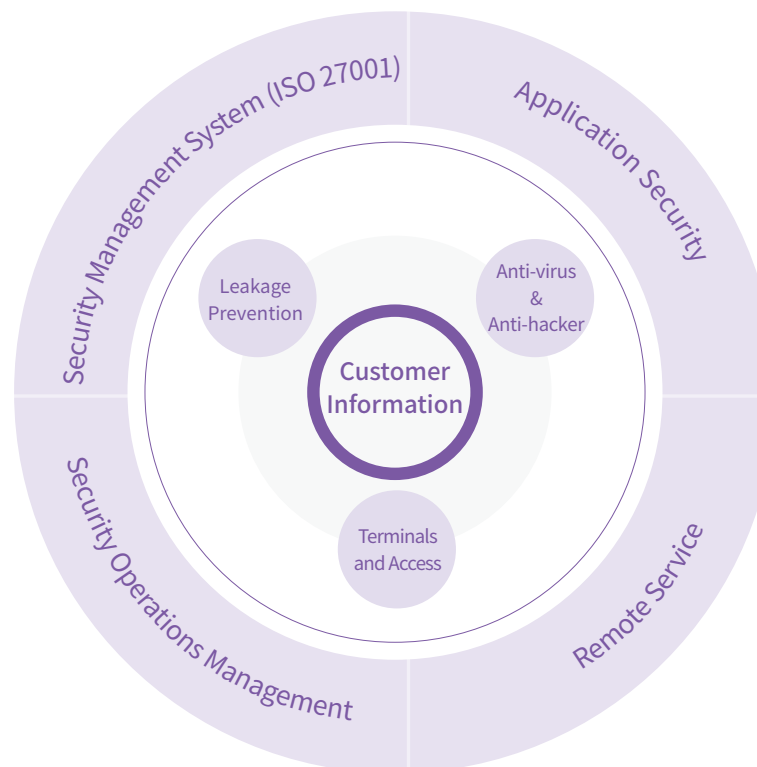 Security Management System (ISO 27001)
Application Security
Leakage
Prevention
Anti-virus
&
Anti-hacker
Customer
Information
Terminals
and Access
Security Operations Management
Remote Service